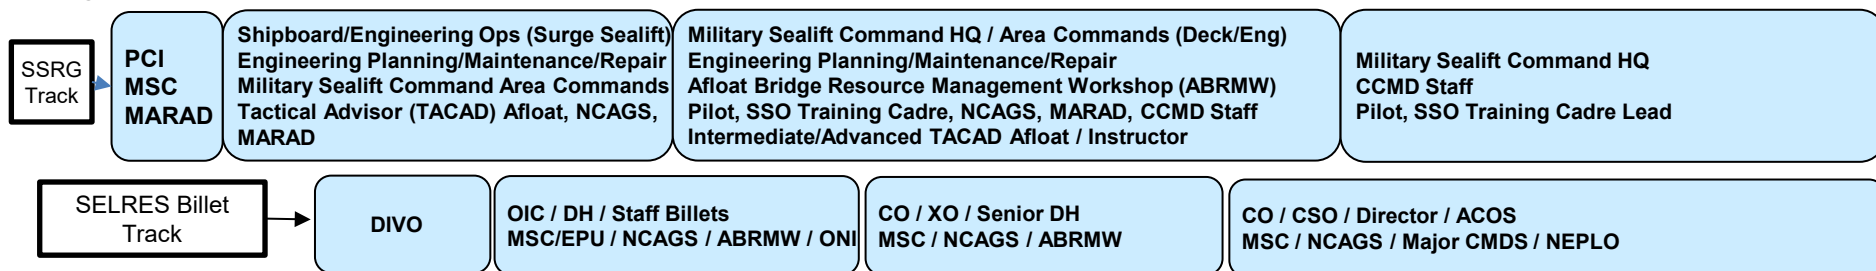 SSRG
Track
PCI
MSC
MARAD
Shipboard/Engineering Ops (Surge Sealift)
Engineering Planning/Maintenance/Repair
Military Sealift Command Area Commands
Tactical Advisor (TACAD) Afloat, NCAGS,
MARAD
Military Sealift Command HQ / Area Commands (Deck/Eng)
Engineering Planning/Maintenance/Repair
Afloat Bridge Resource Management Workshop (ABRMW)
Pilot, SSO Training Cadre, NCAGS, MARAD, CCMD Staff
Intermediate/Advanced TACAD Afloat / Instructor
Military Sealift Command HQ
CCMD Staff
Pilot, SSO Training Cadre Lead
SELRES Billet
Track
DIVO
OIC / DH / Staff Billets
MSC/EPU / NCAGS / ABRMW / ONI
CO / XO / Senior DH
MSC / NCAGS / ABRMW
CO / CSO / Director / ACOS
MSC / NCAGS / Major CMDS / NEPLO